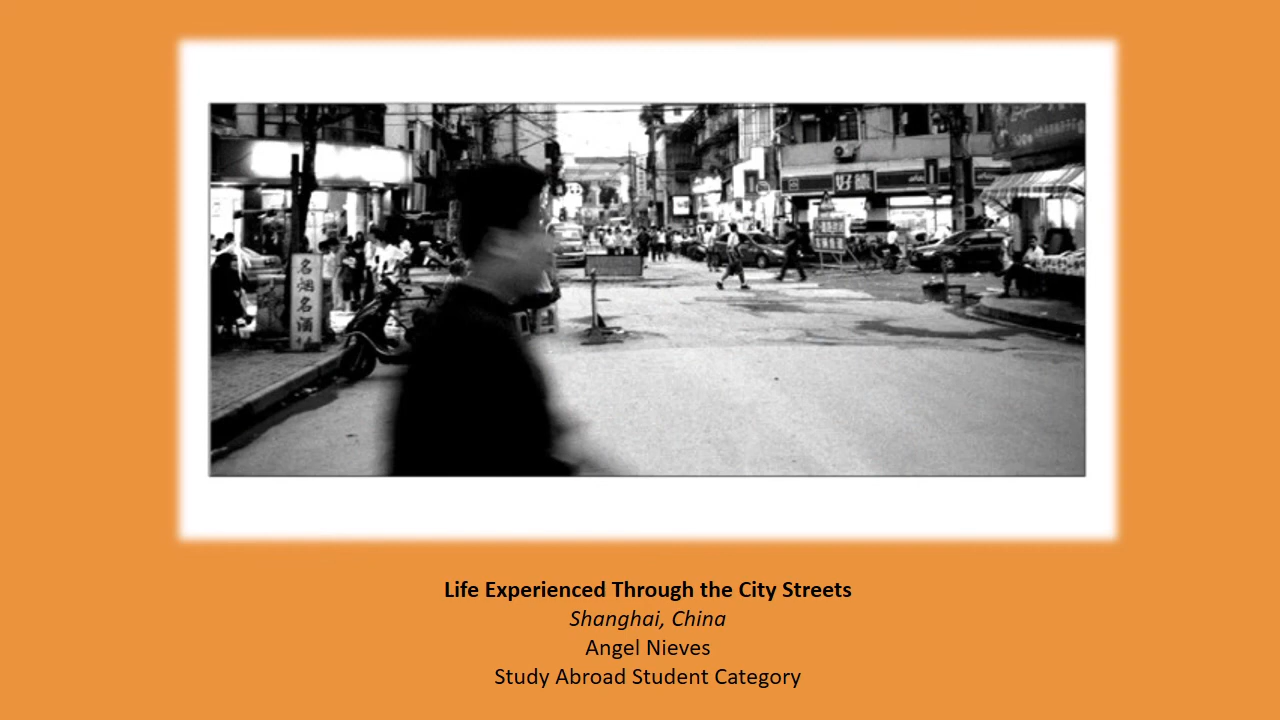 好德
名烟名酒
Life Experienced Through the City Streets
Shanghai, China
Angel Nieves
Study Abroad Student Category